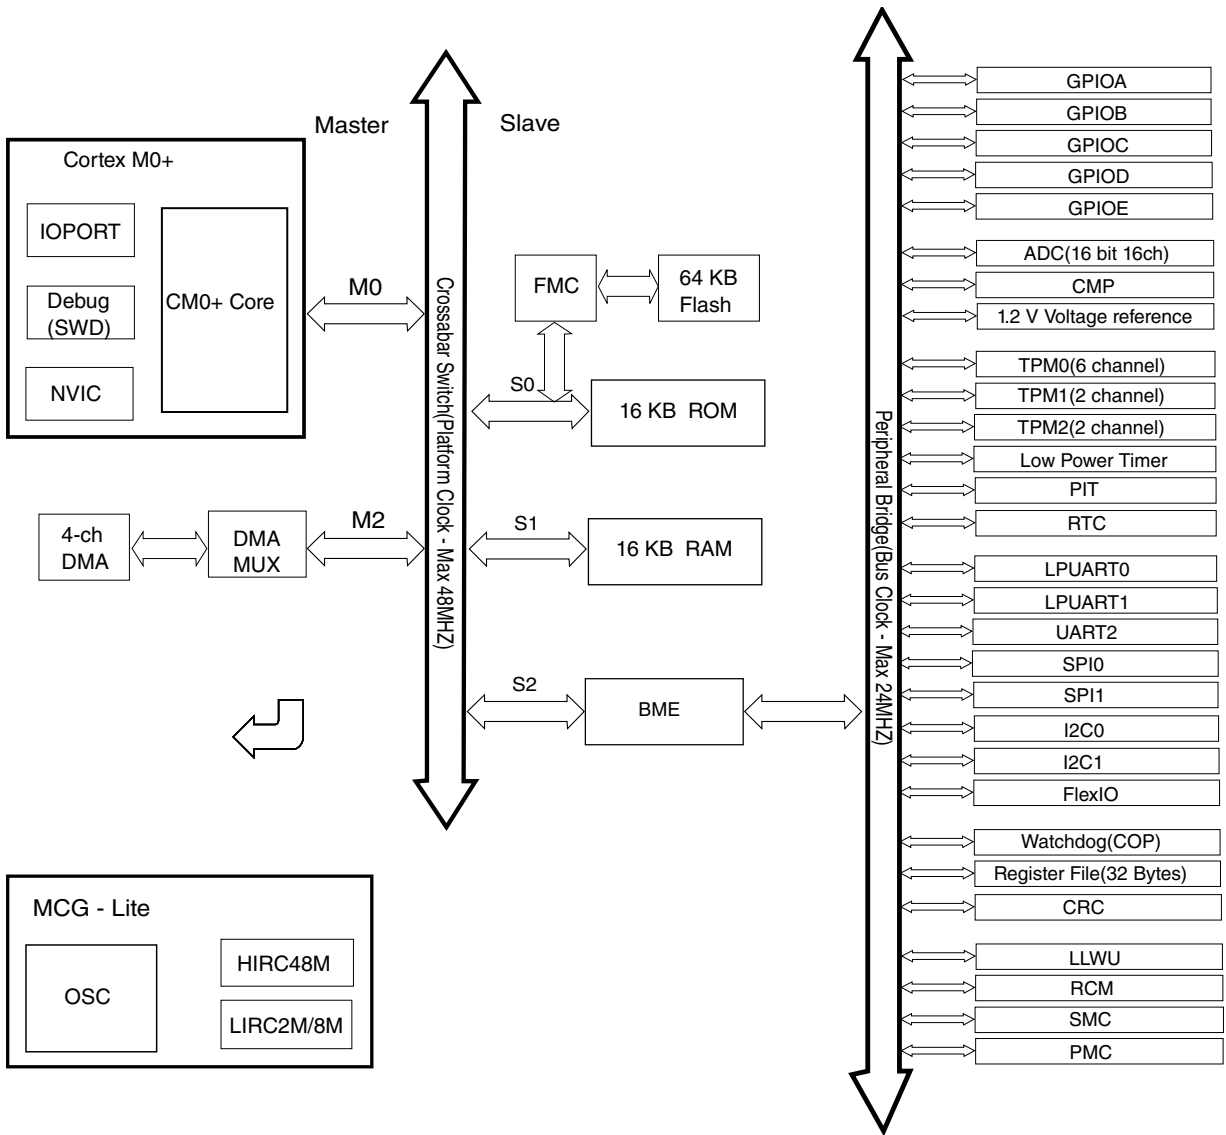 Master
Slave
Cortex M0+
IOPORT
Debug
(SWD)
NVIC
CM0+ Core
M0
4-ch
DMA
DMA
MUX
M2
Crossabar Switch(Platform Clock - Max 48MHZ)
FMC
64 KB
Flash
S0
16 KB ROM
S1
16 KB RAM
S2
BME
Peripheral Bridge(Bus Clock - Max 24MHZ)
GPIOA
GPIOB
GPIOC
GPIOD
GPIOE
ADC(16 bit 16ch)
CMP
1.2 V Voltage reference
TPM0(6 channel)
TPM1(2 channel)
TPM2(2 channel)
Low Power Timer
PIT
RTC
LPUART0
LPUART1
UART2
SPI0
SPI1
I2C0
I2C1
FlexIO
Watchdog(COP)
Register File(32 Bytes)
CRC
LLWU
RCM
SMC
PMC
MCG - Lite
OSC
HIRC48M
LIRC2M/8M